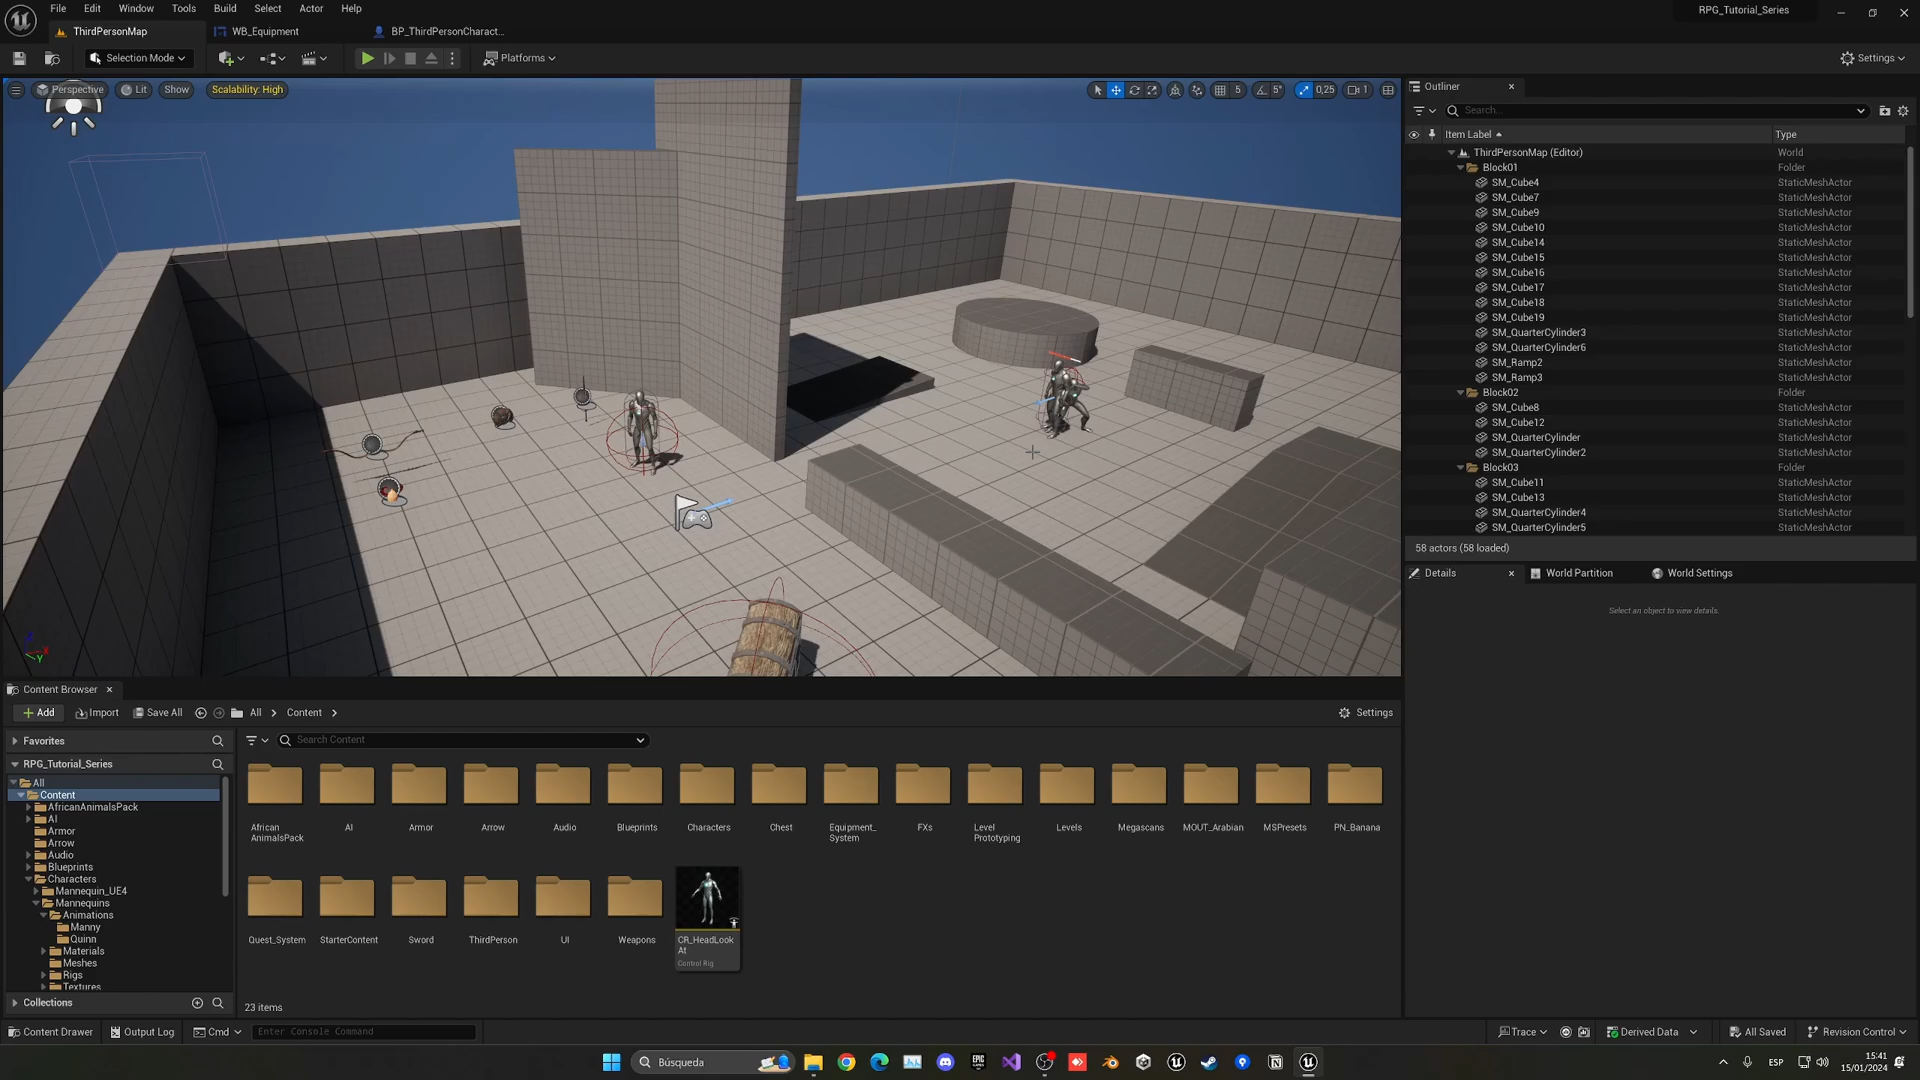 File Edit Window Tools Build Select Actor Help
RPG_Tutorial_Series
ThirdPersonMap
WB_Equipment
BP_ThirdPersonCharact...
Selection Mode
Platforms
Settings
Perspective
Lit
Show
Scalability: High
5
5°
0,25
1
Outliner
Search...
Item Label
Type
ThirdPersonMap (Editor) World
Block01 Folder
SM_Cube4 StaticMeshActor
SM_Cube7 StaticMeshActor
SM_Cube9 StaticMeshActor
SM_Cube10 StaticMeshActor
SM_Cube14 StaticMeshActor
SM_Cube15 StaticMeshActor
SM_Cube16 StaticMeshActor
SM_Cube17 StaticMeshActor
SM_Cube18 StaticMeshActor
SM_Cube19 StaticMeshActor
SM_QuarterCylinder3 StaticMeshActor
SM_QuarterCylinder6 StaticMeshActor
SM_Ramp2 StaticMeshActor
SM_Ramp3 StaticMeshActor
Block02 Folder
SM_Cube8 StaticMeshActor
SM_Cube12 StaticMeshActor
SM_QuarterCylinder StaticMeshActor
SM_QuarterCylinder2 StaticMeshActor
Block03 Folder
SM_Cube11 StaticMeshActor
SM_Cube13 StaticMeshActor
SM_QuarterCylinder4 StaticMeshActor
SM_QuarterCylinder5 StaticMeshActor
58 actors (58 loaded)
Details
World Partition
World Settings
Select an object to view details.
Z X
Y
Content Browser
Add
Import
Save All
All
Content
Settings
Favorites
Search Content
RPG_Tutorial_Series
All
Content
AfricanAnimalsPack
AI
Armor
Arrow
Audio
Blueprints
Characters
Mannequin_UE4
Mannequins
Animations
Manny
Quinn
Materials
Meshes
Rigs
Textures
Collections
African
AnimalsPack
AI
Armor
Arrow
Audio
Blueprints
Characters
Chest
Equipment_
System
FXs
Level
Prototyping
Levels
Megascans
MOUT_Arabian
MSPresets
PN_Banana
Quest_System
StarterContent
Sword
ThirdPerson
UI
Weapons
CR_HeadLook
At
Control Rig
23 items
Content Drawer
Output Log
Cmd
Enter Console Command
Trace
Derived Data
All Saved
Revision Control
Búsqueda
EPIC
GAMES
ESP
15:41
15/01/2024